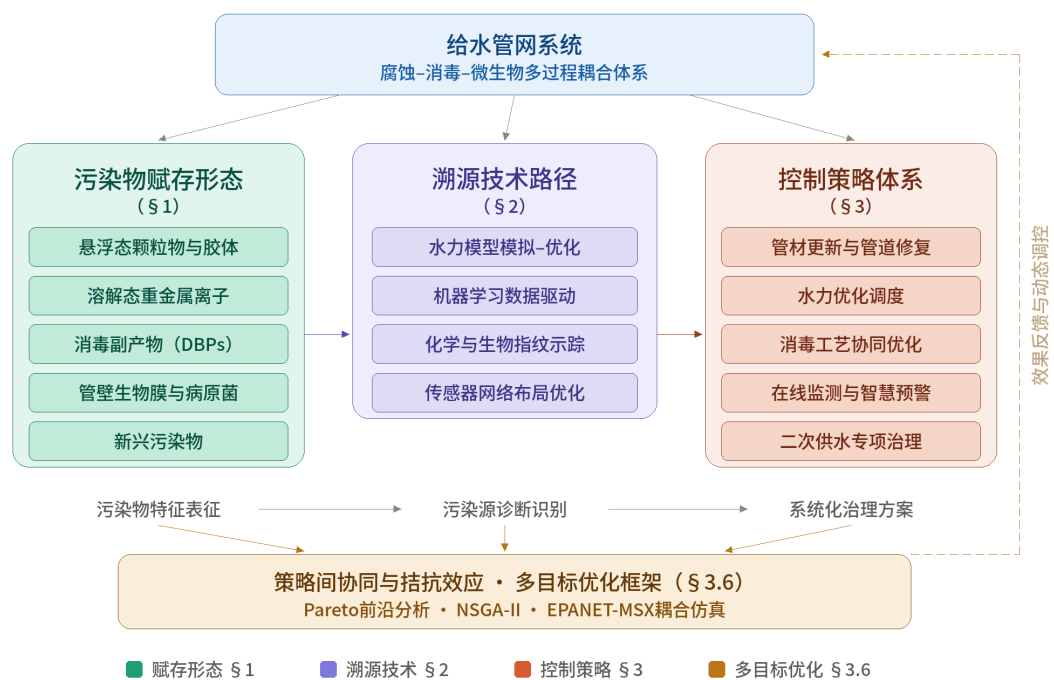 给水管网系统
腐蚀–消毒–微生物多过程耦合体系
污染物赋存形态
（§1）
悬浮态颗粒物与胶体
溶解态重金属离子
消毒副产物（DBPs）
管壁生物膜与病原菌
新兴污染物
溯源技术路径
（§2）
水力模型模拟–优化
机器学习数据驱动
化学与生物指纹示踪
传感器网络布局优化
控制策略体系
（§3）
管材更新与管道修复
水力优化调度
消毒工艺协同优化
在线监测与智慧预警
二次供水专项治理
效果反馈与动态调控
污染物特征表征
污染源诊断识别
系统化治理方案
策略间协同与拮抗效应 · 多目标优化框架（§3.6）
Pareto前沿分析 · NSGA-II · EPANET-MSX耦合仿真
赋存形态 §1
溯源技术 §2
控制策略 §3
多目标优化 §3.6